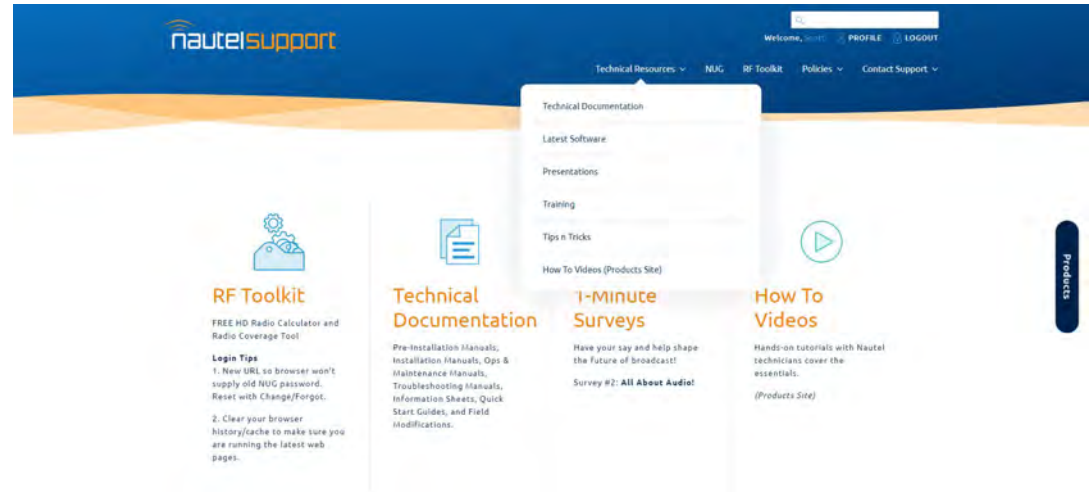 nautelsupport
Welcome, Scott PROFILE LOGOUT
Technical Resources NUG RF Toolkit Policies Contact Support
Technical Documentation
Latest Software
Presentations
Training
Tips n Tricks
How To Videos (Products Site)
RF Toolkit
FREE HD Radio Calculator and
Radio Coverage Tool
Login Tips
1. New URL so browser won't
supply old NUG password.
Reset with Change/Forgot.
2. Clear your browser
history/cache to make sure you
are running the latest web
pages.
Technical
Documentation
Pre-Installation Manuals,
Installation Manuals, Ops &
Maintenance Manuals,
Troubleshooting Manuals,
Information Sheets, Quick
Start Guides, and Field
Modifications.
1-Minute
Surveys
Have your say and help shape
the future of broadcast!
Survey #2: All About Audio!
How To
Videos
Hands-on tutorials with Nautel
technicians cover the
essentials.
(Products Site)
Products